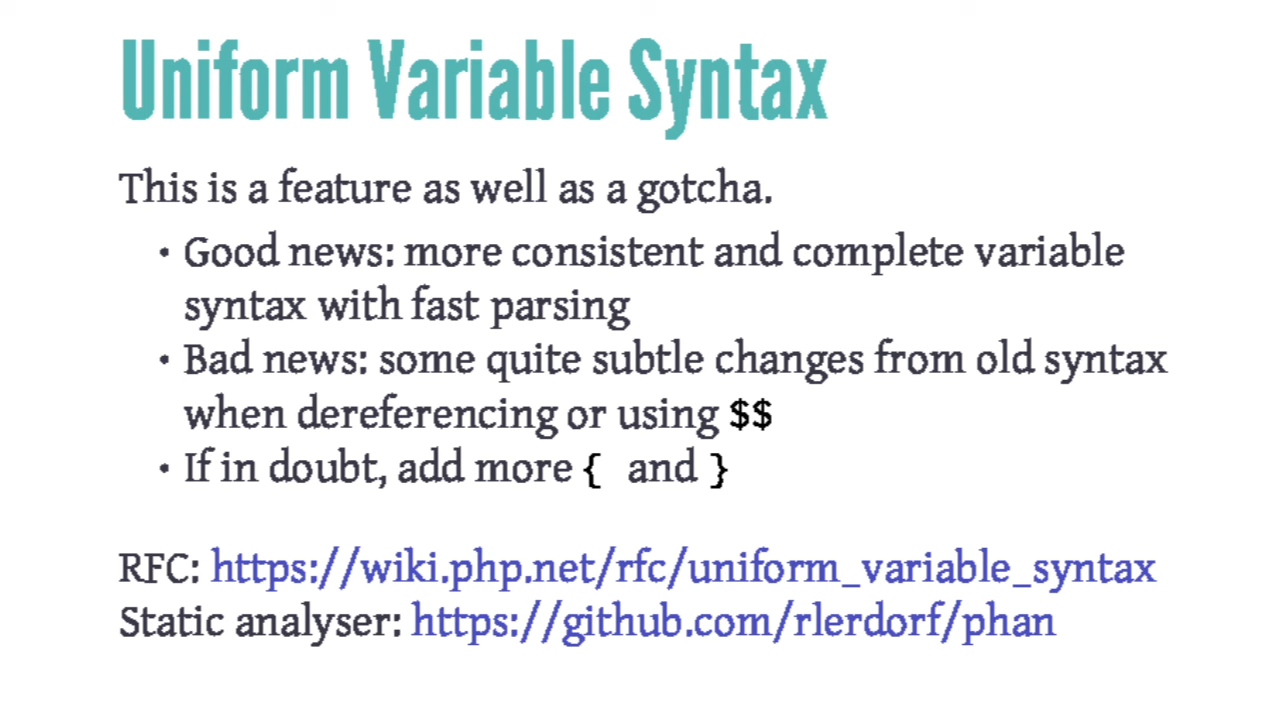 Uniform Variable Syntax
This is a feature as well as a gotcha.
• Good news: more consistent and complete variable
syntax with fast parsing
• Bad news: some quite subtle changes from old syntax
when dereferencing or using $$
• If in doubt, add more { and }
RFC: https://wiki.php.net/rfc/uniform_variable_syntax
Static analyser: https://github.com/rlerdorf/phan